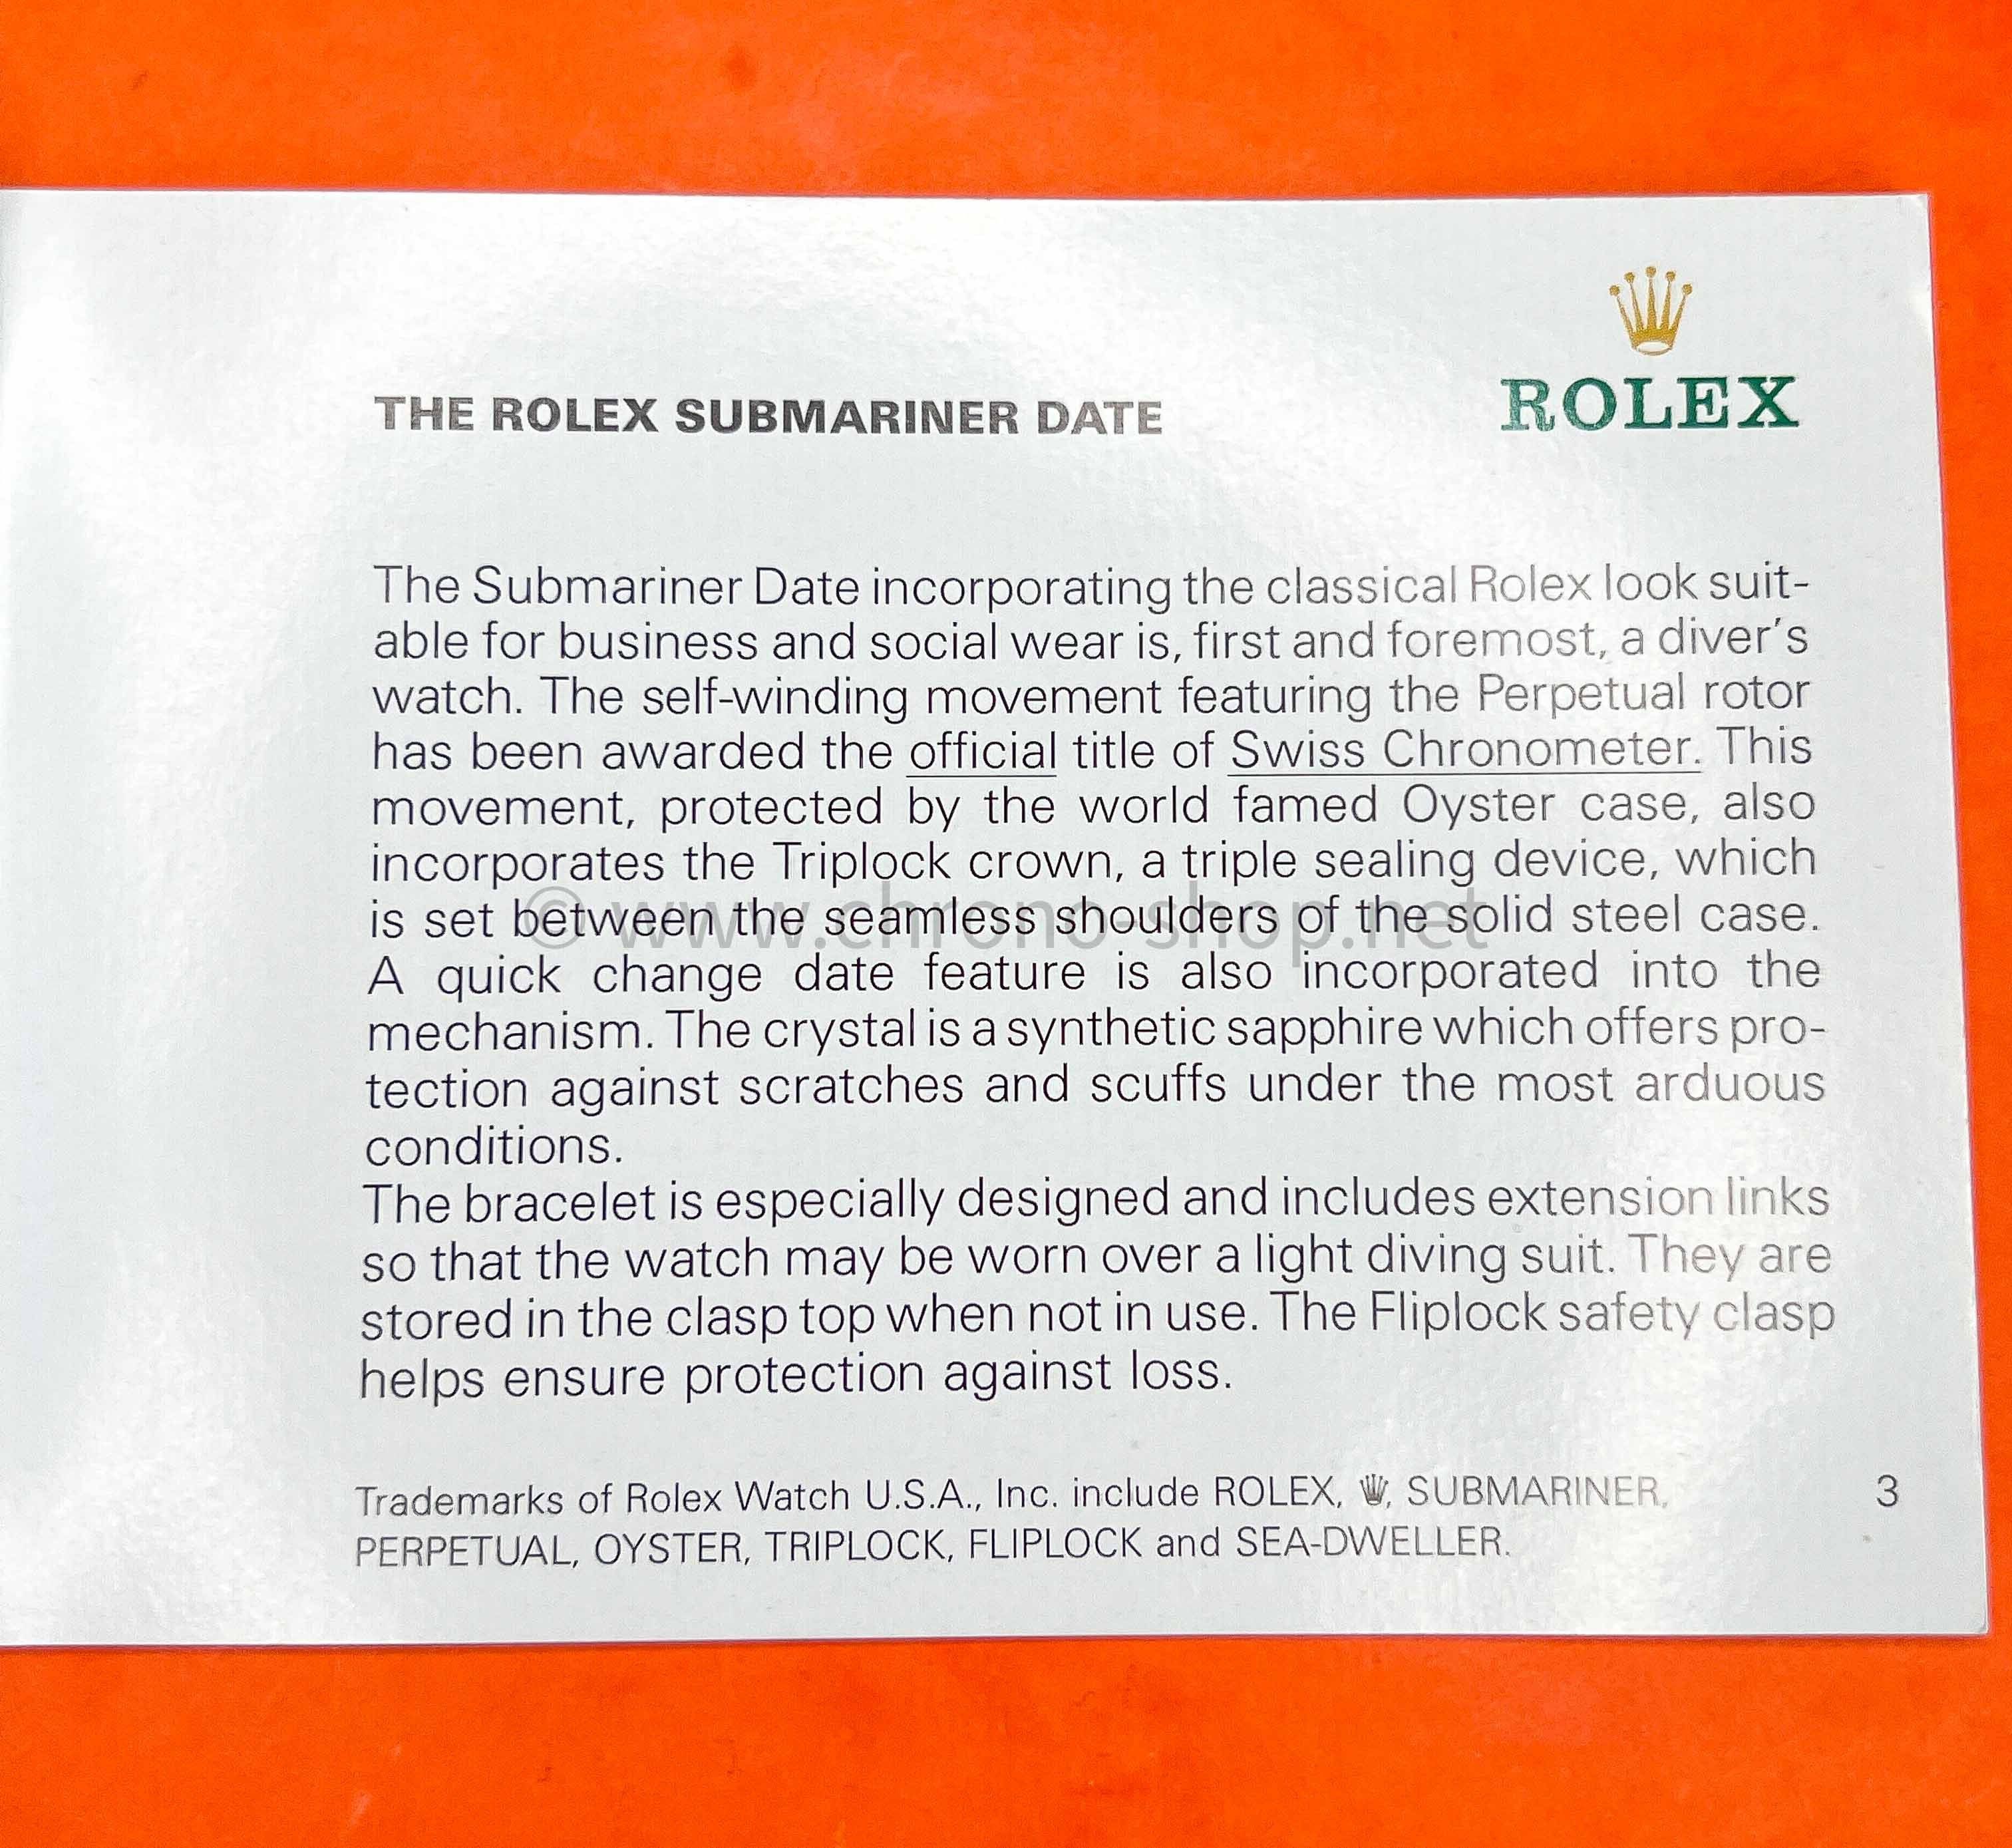 ROLEX
THE ROLEX SUBMARINER DATE
The Submariner Date incorporating the classical Rolex look suit-
able for business and social wear is, first and foremost, a diver's
watch. The self-winding movement featuring the Perpetual rotor
has been awarded the official title of Swiss Chronometer. This
movement, protected by the world famed Oyster case, also
incorporates the Triplock crown, a triple sealing device, which
is set between the seamless shoulders of the solid steel case.
© www.chrono-shop.net
A quick change date feature is also incorporated into the
mechanism. The crystal is a synthetic sapphire which offers pro-
tection against scratches and scuffs under the most arduous
conditions.
The bracelet is especially designed and includes extension links
so that the watch may be worn over a light diving suit. They are
stored in the clasp top when not in use. The Fliplock safety clasp
helps ensure protection against loss.
Trademarks of Rolex Watch U.S.A., Inc. include ROLEX, , SUBMARINER,
PERPETUAL, OYSTER, TRIPLOCK, FLIPLOCK and SEA-DWELLER.
3